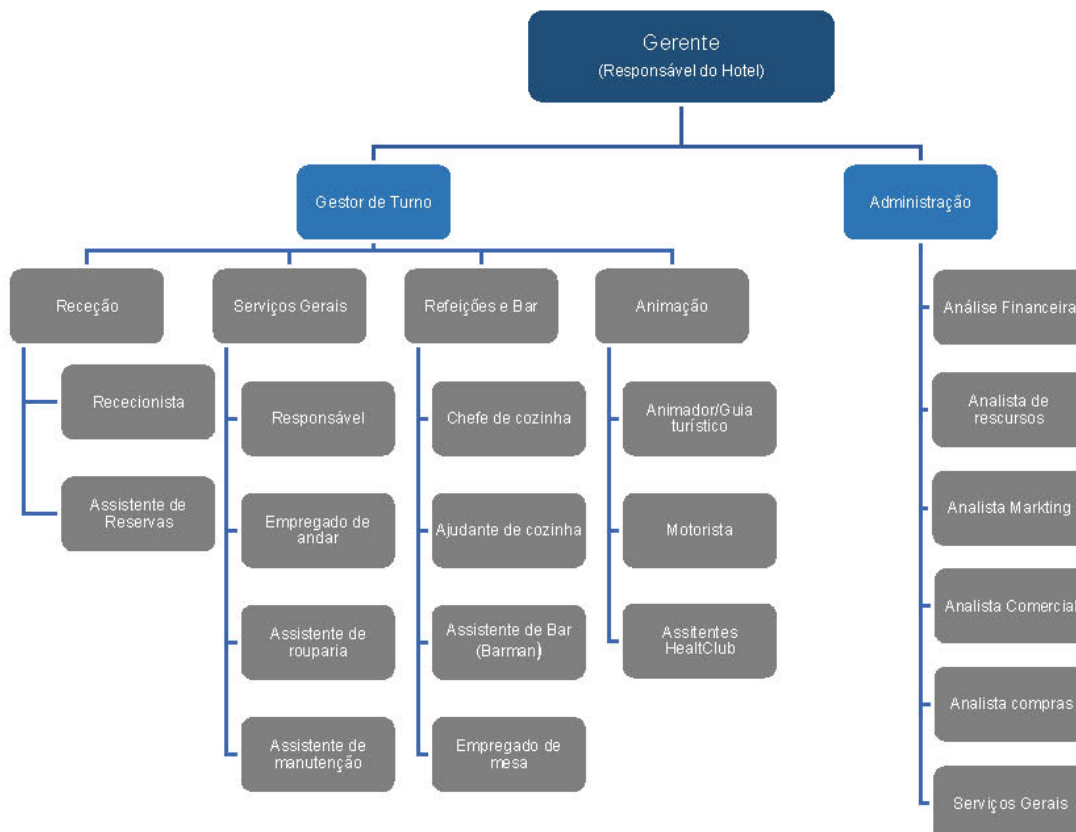 Gerente
(Responsável do Hotel)
Gestor de Turno
Administração
Receção
Serviços Gerais
Refeições e Bar
Animação
Análise Financeira
Rececionista
Responsável
Chefe de cozinha
Animador/Guia
turístico
Analista de
rescursos
Assistente de
Reservas
Empregado de
andar
Ajudante de cozinha
Motorista
Analista Markting
Assistente de
rouparia
Assistente de Bar
(Barman)
Assitentes
HealtClub
Analista Comercial
Assistente de
manutenção
Empregado de
mesa
Analista compras
Serviços Gerais